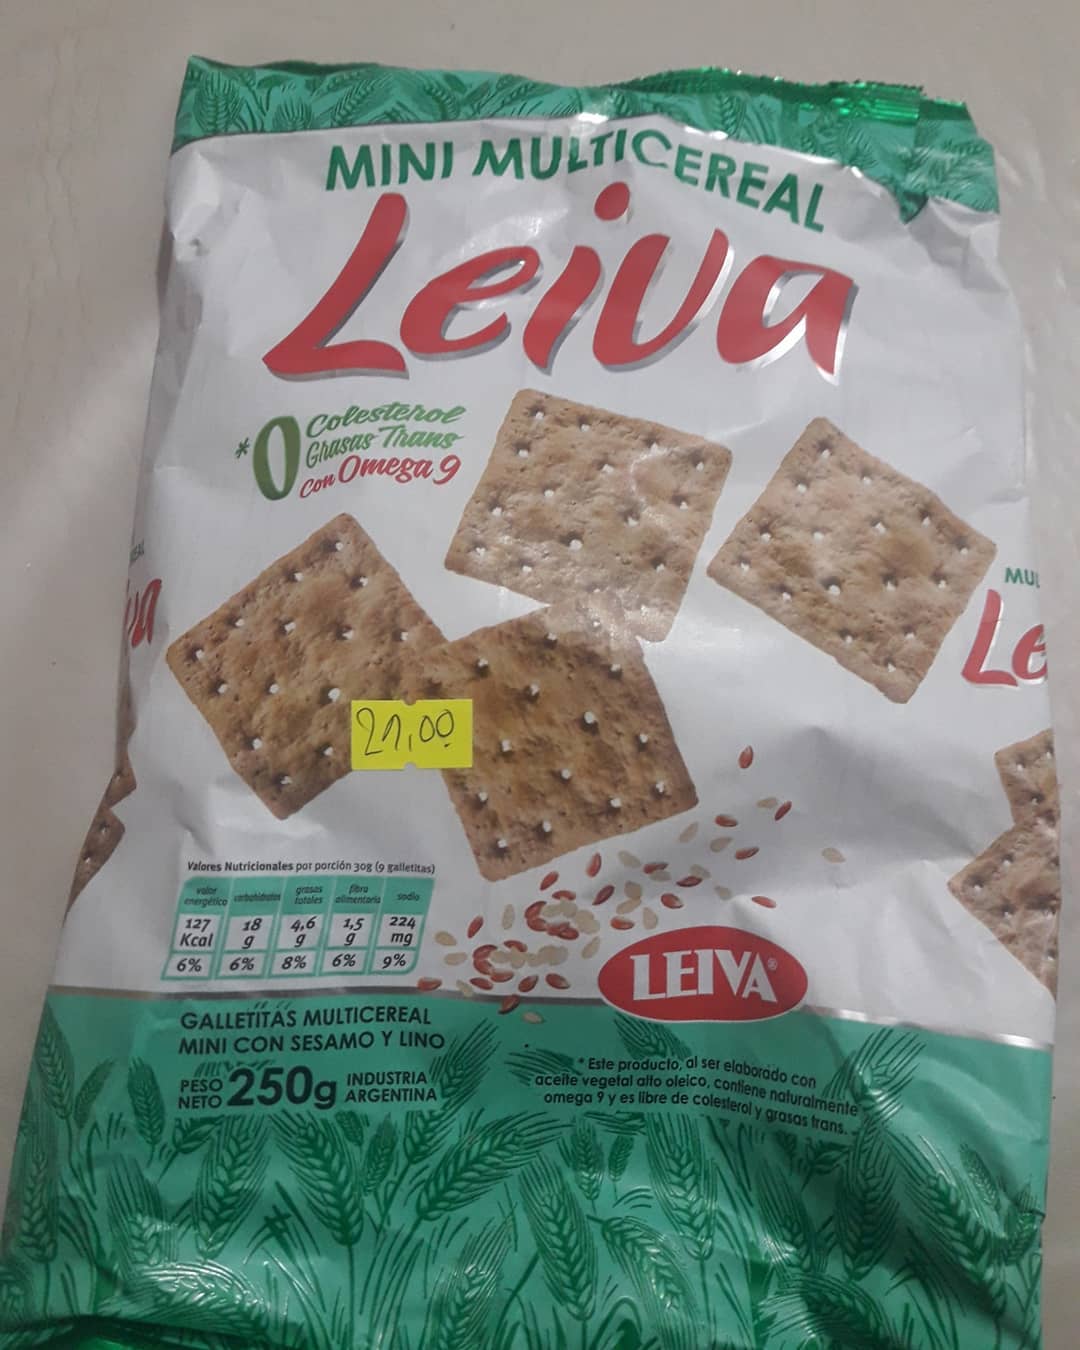 MINI MULTICEREAL
Leiva
*0 Colesterol
Grasas Trans
con Omega 9
MUL
Le
21,00
Valores Nutricionales por porción 30g (9 galletitas)
valor energético carbohidratos grasas totales fibra alimentaria sodio
127 Kcal 18 g 4,6 g 1,5 g 224 mg
6% 6% 8% 6% 9%
LEIVA®
GALLETITAS MULTICEREAL
MINI CON SESAMO Y LINO
PESO NETO 250g INDUSTRIA ARGENTINA
* Este producto, al ser elaborado con
aceite vegetal alto oleico, contiene naturalmente
omega 9 y es libre de colesterol y grasas trans.